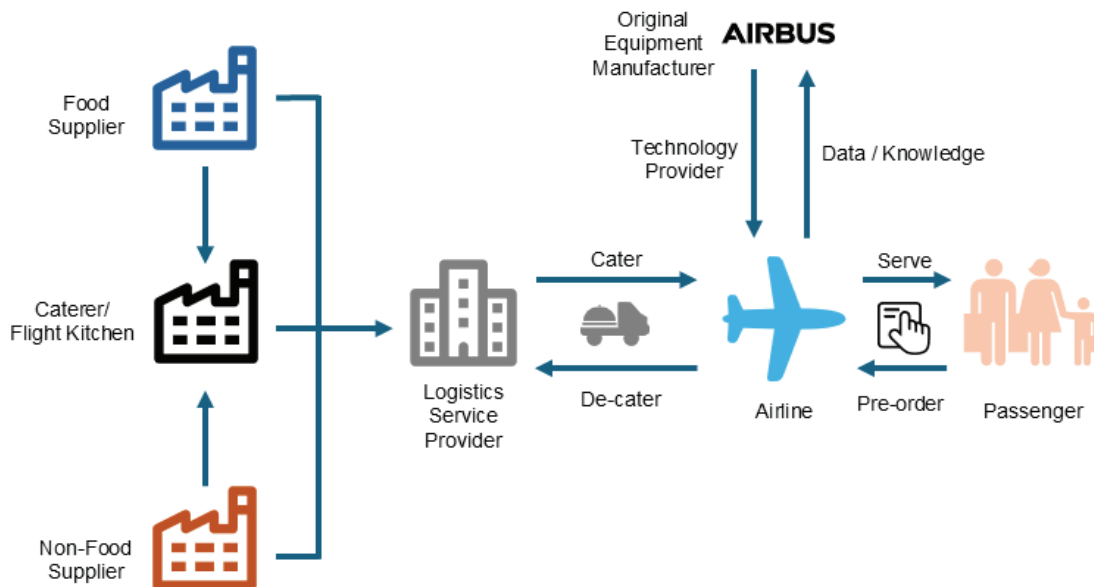 Original
Equipment
Manufacturer
AIRBUS
Food
Supplier
Technology
Provider
Data / Knowledge
Caterer/
Flight Kitchen
Cater
Serve
Logistics
Service
Provider
De-cater
Airline
Pre-order
Passenger
Non-Food
Supplier